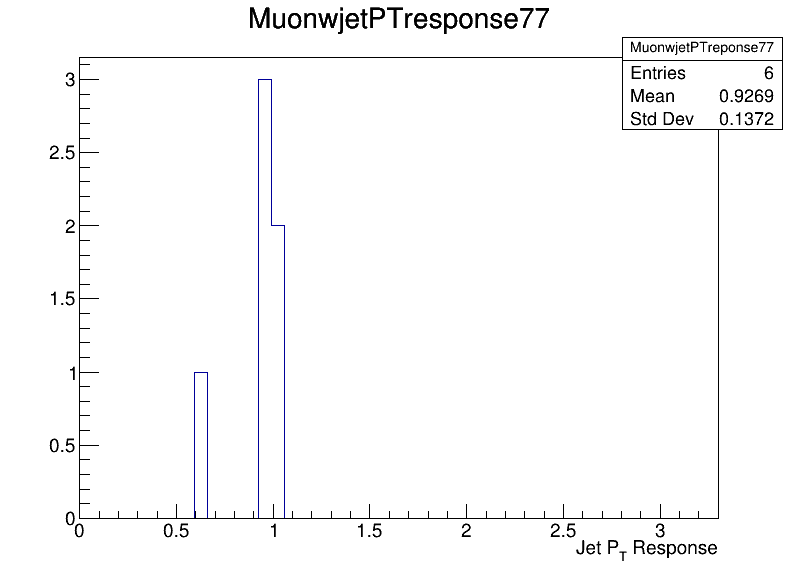 MuonwjetPTresponse77
MuonwjetPTreponse77
Entries 6
Mean 0.9269
Std Dev 0.1372
3
2.5
2
1.5
1
0.5
0
0 0.5 1 1.5 2 2.5 3
Jet PT Response